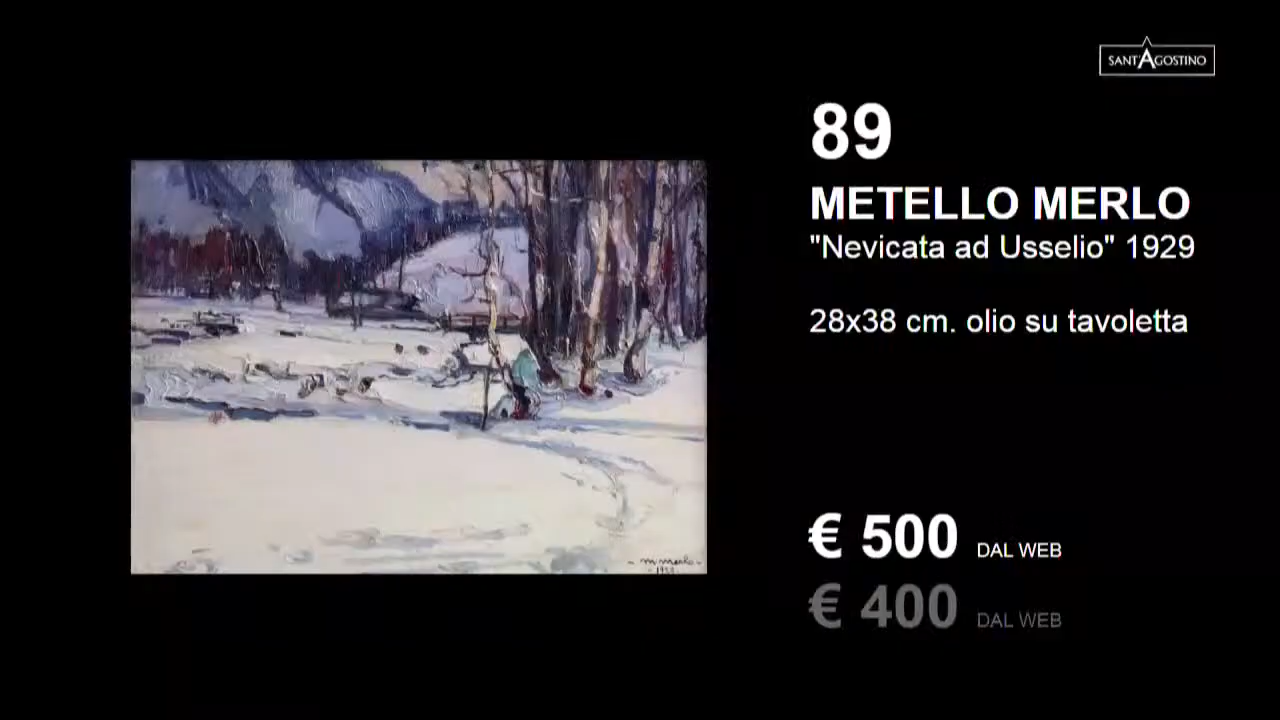 SANTAGOSTINO
89
METELLO MERLO
"Nevicata ad Usselio" 1929
28x38 cm. olio su tavoletta
€ 500 DAL WEB
€ 400 DAL WEB
m. merlo